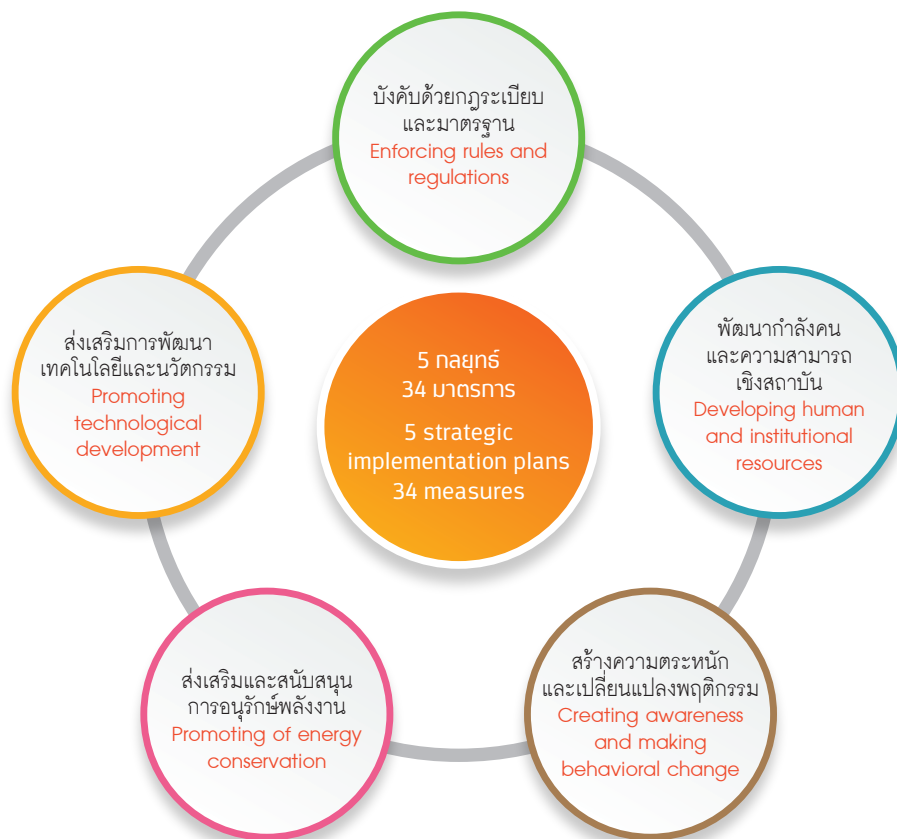 บังคับด้วยกฎระเบียบ
และมาตรฐาน
Enforcing rules and
regulations
ส่งเสริมการพัฒนา
เทคโนโลยีและนวัตกรรม
Promoting
technological
development
5 กลยุทธ์
34 มาตรการ
5 strategic
implementation plans
34 measures
พัฒนากำลังคน
และความสามารถ
เชิงสถาบัน
Developing human
and institutional
resources
ส่งเสริมและสนับสนุน
การอนุรักษ์พลังงาน
Promoting of energy
conservation
สร้างความตระหนัก
และเปลี่ยนแปลงพฤติกรรม
Creating awareness
and making
behavioral change